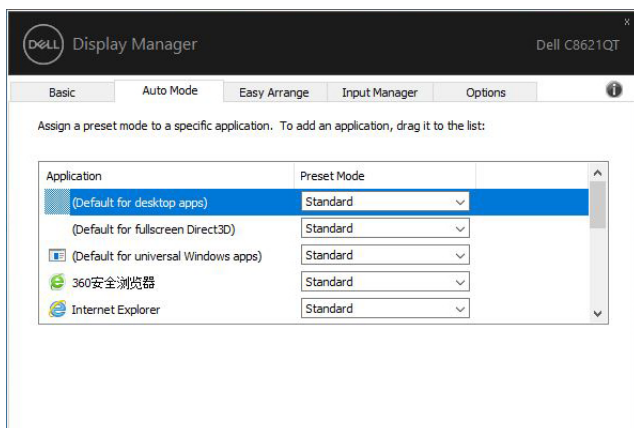 DELL Display Manager
Dell C8621QT
Basic Auto Mode Easy Arrange Input Manager Options
Assign a preset mode to a specific application. To add an application, drag it to the list:
Application Preset Mode
(Default for desktop apps) Standard
(Default for fullscreen Direct3D) Standard
(Default for universal Windows apps) Standard
360安全浏览器 Standard
Internet Explorer Standard